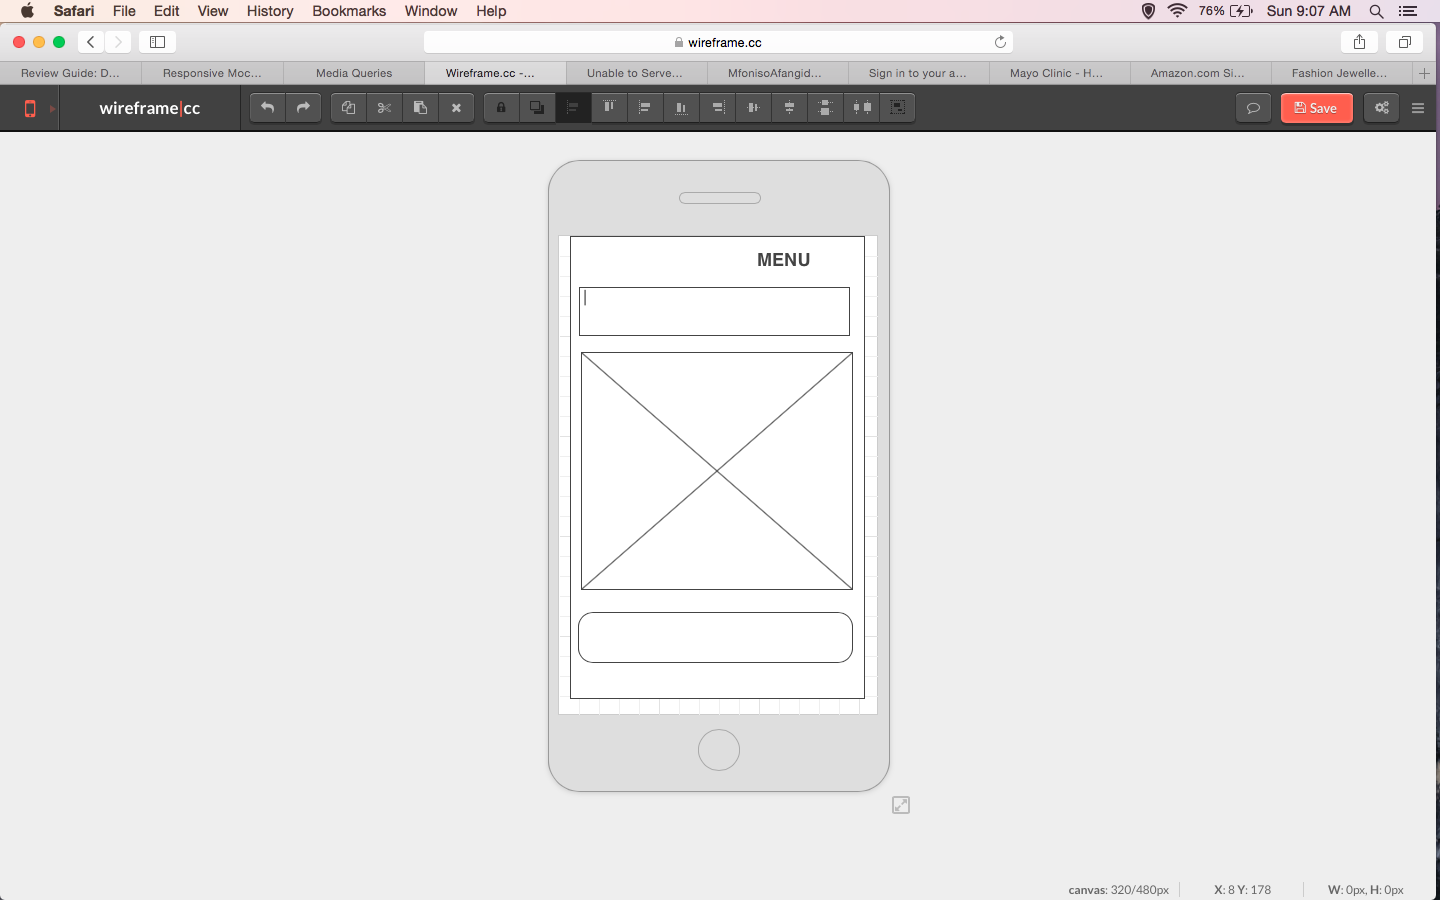 Safari File Edit View History Bookmarks Window Help 76% Sun 9:07 AM
wireframe.cc
Review Guide: D... Responsive Moc... Media Queries Wireframe.cc -... Unable to Serve... MfonisoAfangid... Sign in to your a... Mayo Clinic - H... Amazon.com Si... Fashion Jewelle...
wireframe|cc Save
MENU
canvas: 320/480px X: 8 Y: 178 W: 0px, H: 0px